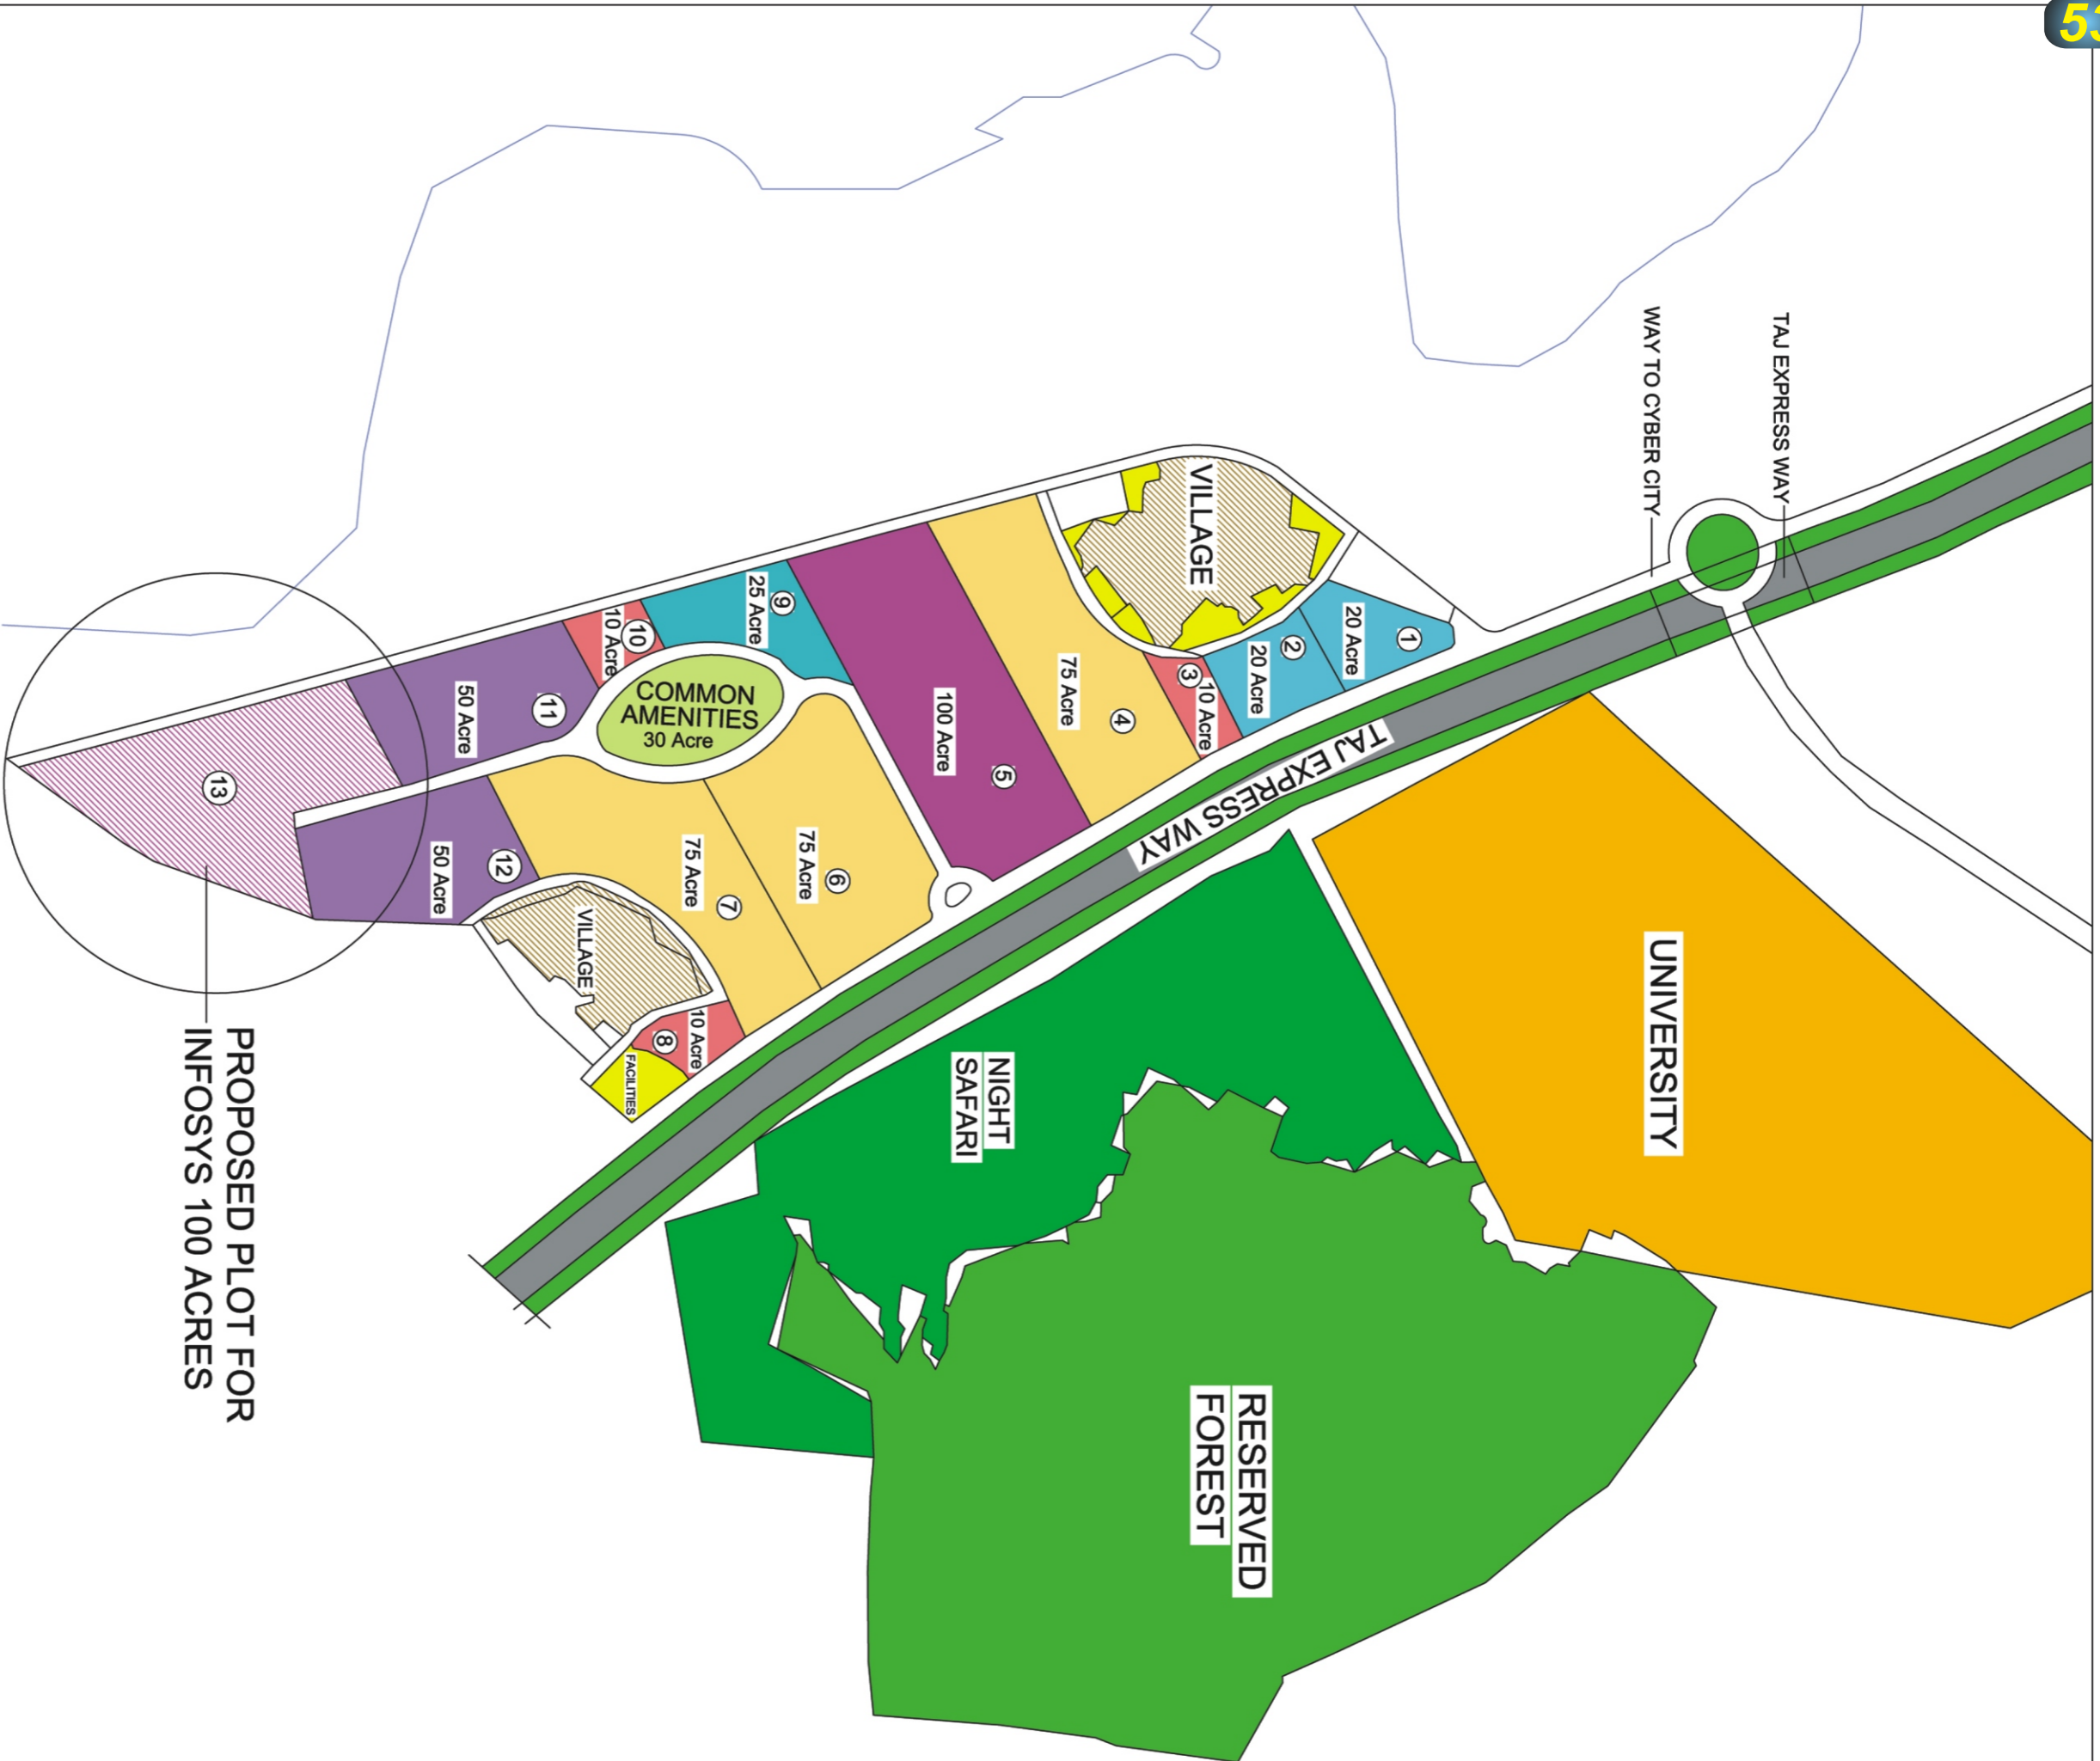 53
TAJ EXPRESS WAY
WAY TO CYBER CITY
VILLAGE
1
20 Acre
2
20 Acre
3
10 Acre
4
75 Acre
5
100 Acre
TAJ EXPRESS WAY
9
25 Acre
10
10 Acre
COMMON
AMENITIES
30 Acre
11
50 Acre
6
75 Acre
7
75 Acre
12
50 Acre
13
VILLAGE
8
10 Acre
FACILITIES
UNIVERSITY
NIGHT
SAFARI
RESERVED
FOREST
PROPOSED PLOT FOR
INFOSYS 100 ACRES